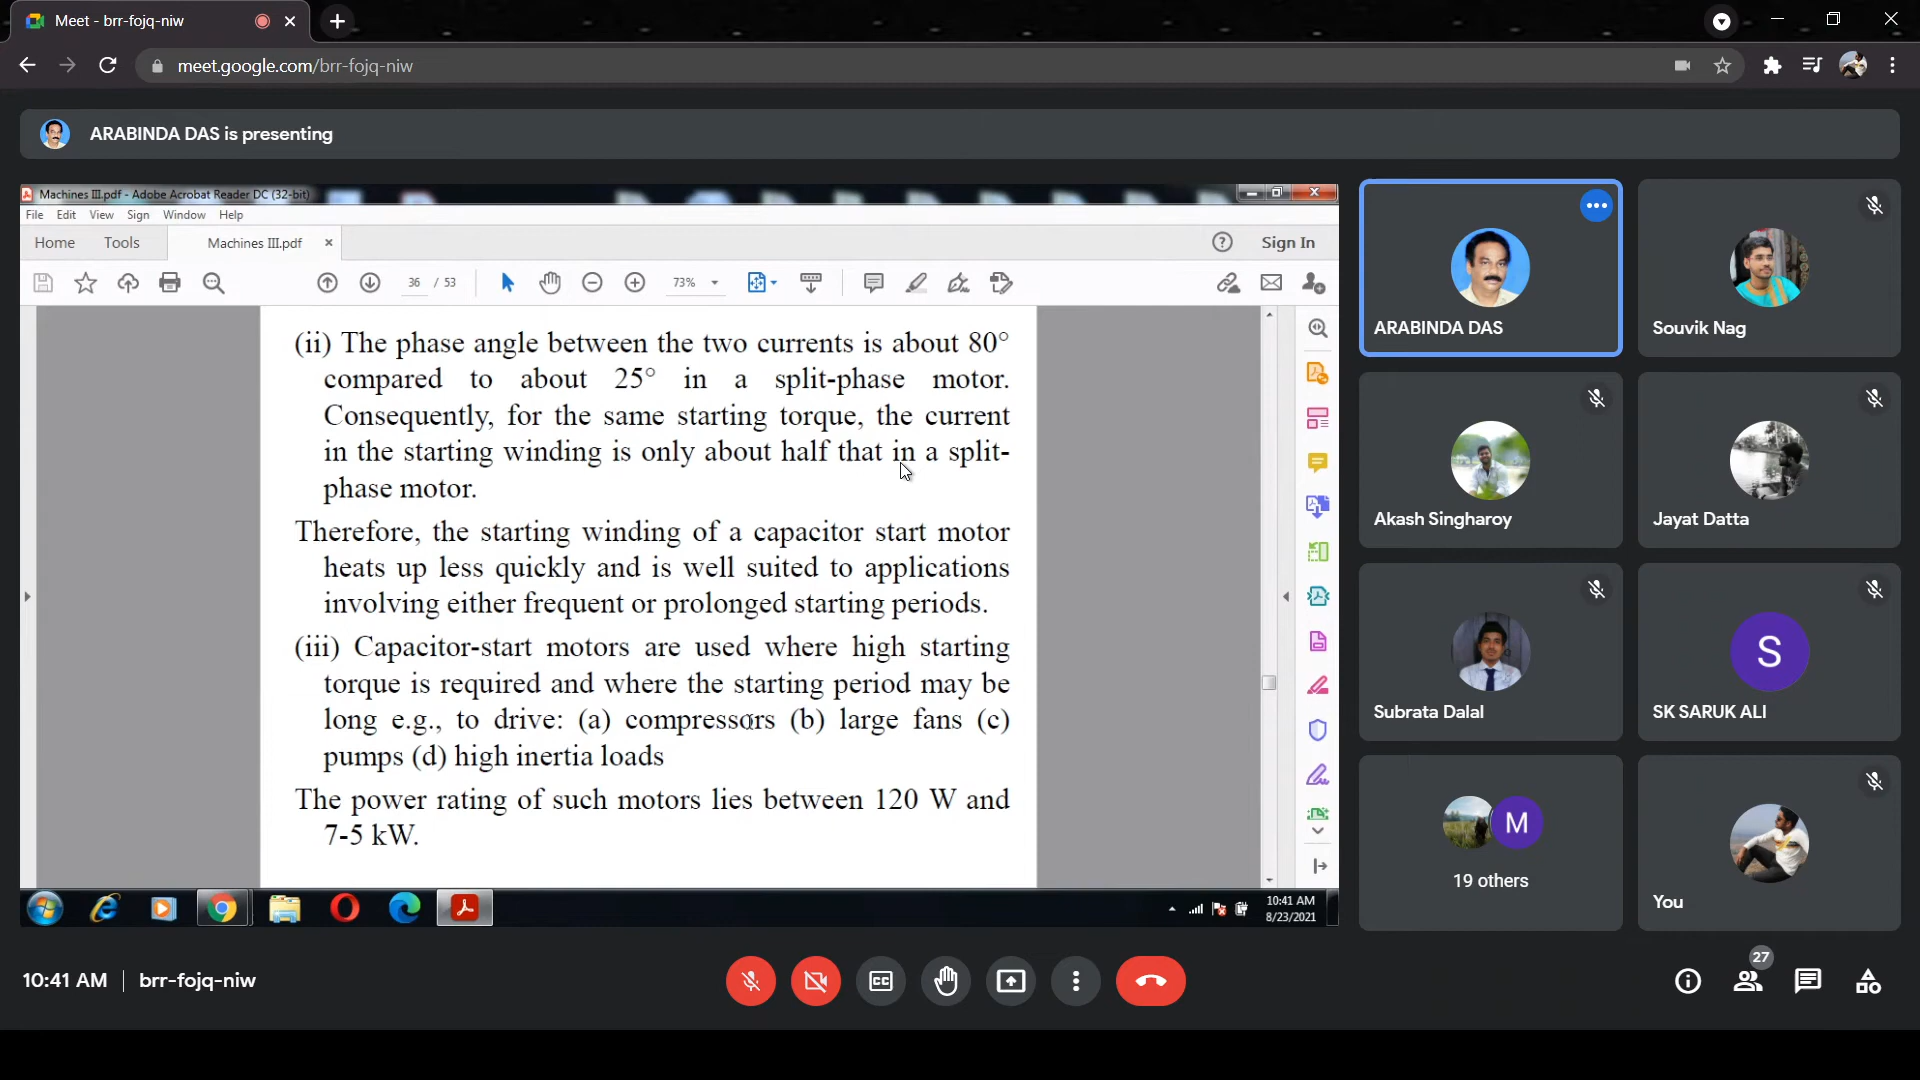 Meet - brr-fojq-niw
meet.google.com/brr-fojq-niw
ARABINDA DAS is presenting
Machines III.pdf - Adobe Acrobat Reader DC (32-bit)
File Edit View Sign Window Help
Home Tools Machines III.pdf Sign In
36 / 53 73%
(ii) The phase angle between the two currents is about 80°
compared to about 25° in a split-phase motor.
Consequently, for the same starting torque, the current
in the starting winding is only about half that in a split-
phase motor.
Therefore, the starting winding of a capacitor start motor
heats up less quickly and is well suited to applications
involving either frequent or prolonged starting periods.
(iii) Capacitor-start motors are used where high starting
torque is required and where the starting period may be
long e.g., to drive: (a) compressors (b) large fans (c)
pumps (d) high inertia loads
The power rating of such motors lies between 120 W and
7-5 kW.
10:41 AM
8/23/2021
ARABINDA DAS
Souvik Nag
Akash Singharoy
Jayat Datta
Subrata Dalal
S
SK SARUK ALI
M
19 others
You
10:41 AM brr-fojq-niw
CC
27